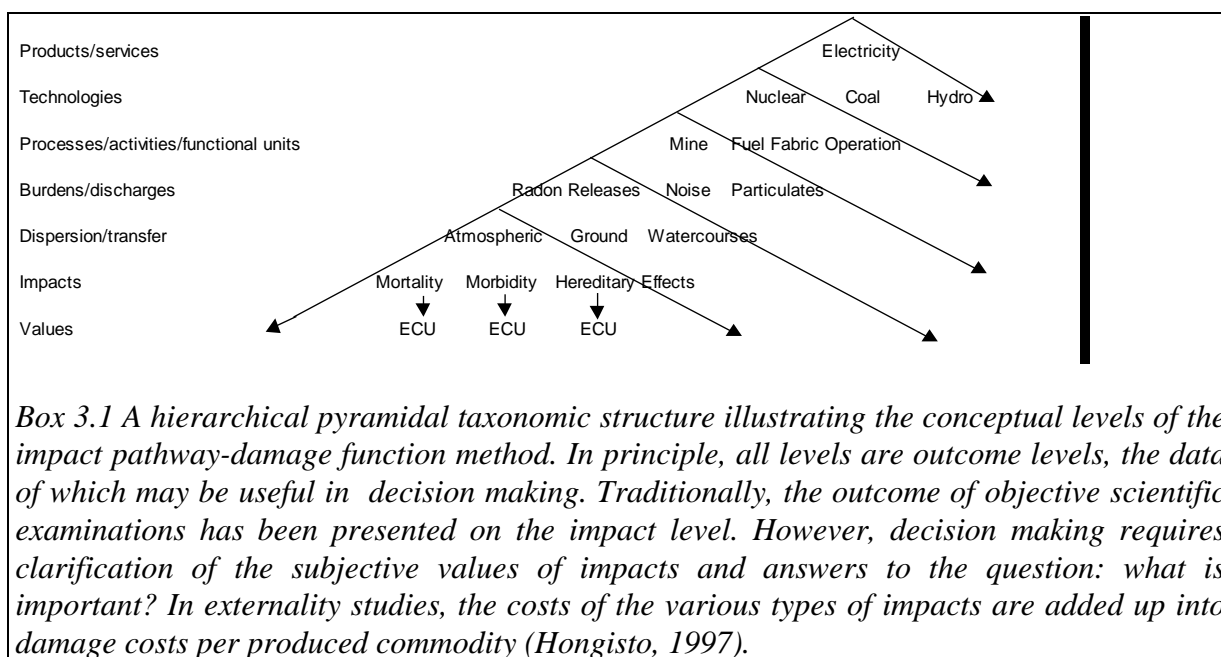 Products/services Electricity
Technologies Nuclear Coal Hydro
Processes/activities/functional units Mine Fuel Fabric Operation
Burdens/discharges Radon Releases Noise Particulates
Dispersion/transfer Atmospheric Ground Watercourses
Impacts Mortality Morbidity Hereditary Effects
Values ECU ECU ECU
Box 3.1 A hierarchical pyramidal taxonomic structure illustrating the conceptual levels of the
impact pathway-damage function method. In principle, all levels are outcome levels, the data
of which may be useful in decision making. Traditionally, the outcome of objective scientific
examinations has been presented on the impact level. However, decision making requires
clarification of the subjective values of impacts and answers to the question: what is
important? In externality studies, the costs of the various types of impacts are added up into
damage costs per produced commodity (Hongisto, 1997).